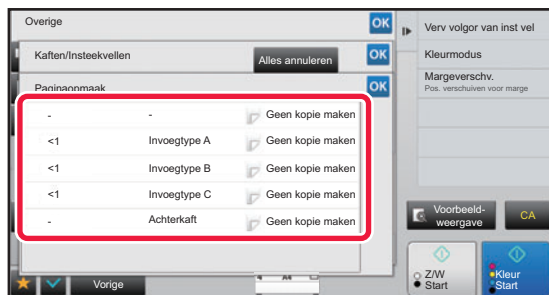 Overige
OK
Kaften/Insteekvellen
Alles annuleren
OK
Paginaopmaak
OK
- - Geen kopie maken
<1 Invoegtype A Geen kopie maken
<1 Invoegtype B Geen kopie maken
<1 Invoegtype C Geen kopie maken
- Achterkaft Geen kopie maken
Vorige
A4
Verv volgor van inst vel
Kleurmodus
Margeverschv.
Pos. verschuiven voor marge
Voorbeeld-
weergave
CA
Z/W
Start
Kleur
Start